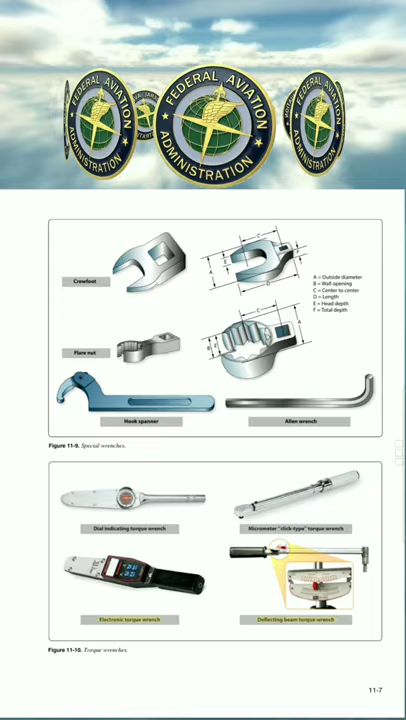 FEDERAL AVIATION
ADMINISTRATION
FEDERAL AVIATION
ADMINISTRATION
FEDERAL AVIATION
ADMINISTRATION
Crowfoot
A
E
C
F
D
A = Outside diameter
B = Wall opening
C = Center to center
D = Length
E = Head depth
F = Total depth
Flare nut
B
E
C
A
Hook spanner
Allen wrench
Figure 11-9. Special wrenches.
Dial indicating torque wrench
Micrometer "click-type" torque wrench
Electronic torque wrench
Deflecting beam torque wrench
Figure 11-10. Torque wrenches.
11-7